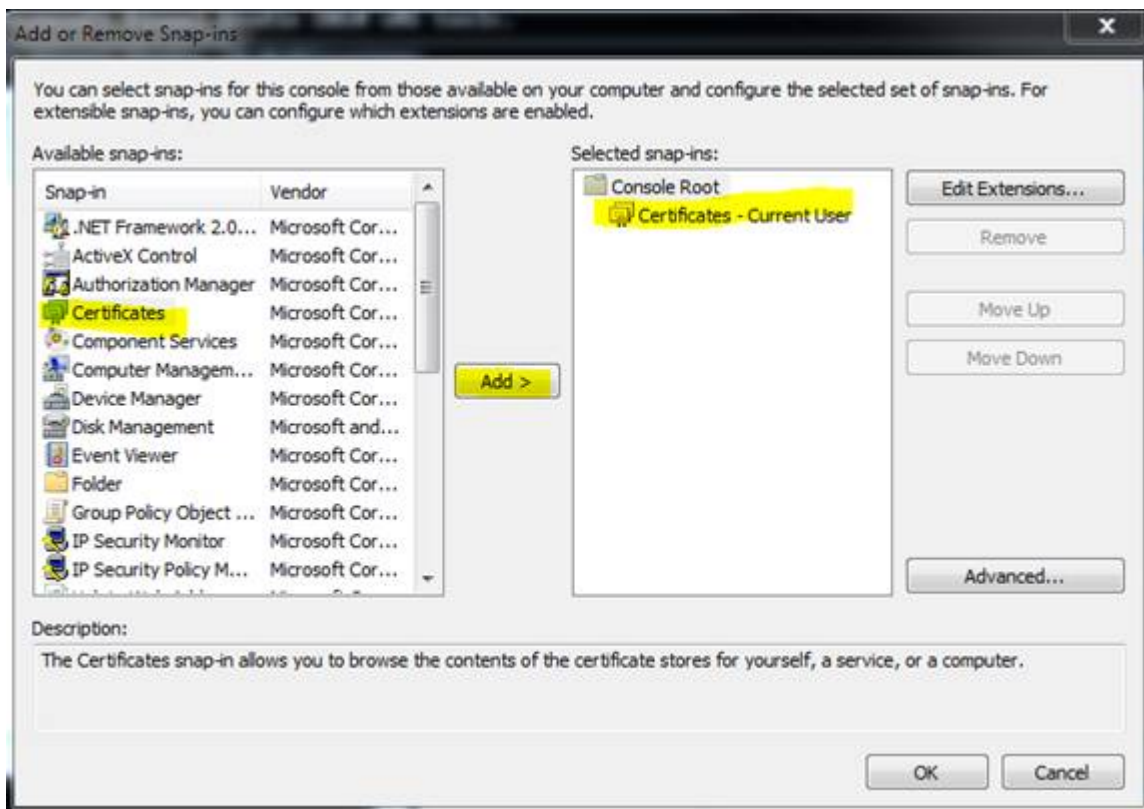 Add or Remove Snap-ins
You can select snap-ins for this console from those available on your computer and configure the selected set of snap-ins. For
extensible snap-ins, you can configure which extensions are enabled.
Available snap-ins:
Snap-in Vendor
.NET Framework 2.0... Microsoft Cor...
ActiveX Control Microsoft Cor...
Authorization Manager Microsoft Cor...
Certificates Microsoft Cor...
Component Services Microsoft Cor...
Computer Managem... Microsoft Cor...
Device Manager Microsoft Cor...
Disk Management Microsoft and...
Event Viewer Microsoft Cor...
Folder Microsoft Cor...
Group Policy Object ... Microsoft Cor...
IP Security Monitor Microsoft Cor...
IP Security Policy M... Microsoft Cor...
Add >
Selected snap-ins:
Console Root
Certificates - Current User
Edit Extensions...
Remove
Move Up
Move Down
Advanced...
Description:
The Certificates snap-in allows you to browse the contents of the certificate stores for yourself, a service, or a computer.
OK Cancel